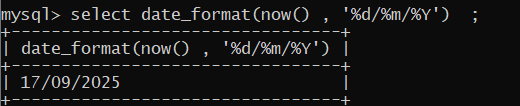 mysql> select date_format(now() , '%d/%m/%Y')  ;
+---------------------------------+
| date_format(now() , '%d/%m/%Y') |
+---------------------------------+
| 17/09/2025                      |
+---------------------------------+